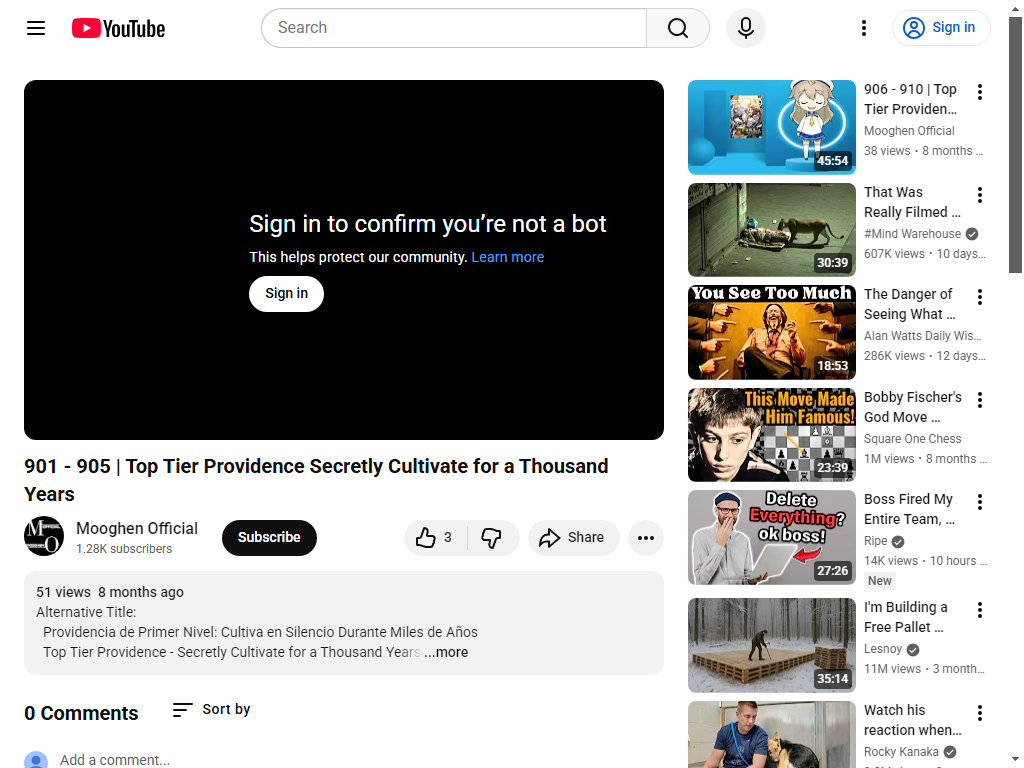 YouTube
Search
Sign in
Sign in to confirm you’re not a bot
This helps protect our community. Learn more
Sign in
901 - 905 | Top Tier Providence Secretly Cultivate for a Thousand
Years
Mooghen Official
1.28K subscribers
Subscribe
3
Share
51 views 8 months ago
Alternative Title:
Providencia de Primer Nivel: Cultiva en Silencio Durante Miles de Años
Top Tier Providence - Secretly Cultivate for a Thousand Years ...more
0 Comments
Sort by
Add a comment...
45:54
906 - 910 | Top
Tier Providen...
Mooghen Official
38 views • 8 months ...
30:39
That Was
Really Filmed ...
#Mind Warehouse
607K views • 10 days...
You See Too Much
18:53
The Danger of
Seeing What ...
Alan Watts Daily Wis...
286K views • 12 days...
This Move Made
Him Famous!
23:39
Bobby Fischer's
God Move ...
Square One Chess
1M views • 8 months ...
Delete
Everything?
ok boss!
27:26
Boss Fired My
Entire Team, ...
Ripe
14K views • 10 hours ...
New
35:14
I'm Building a
Free Pallet ...
Lesnoy
11M views • 3 month...
Watch his
reaction when...
Rocky Kanaka